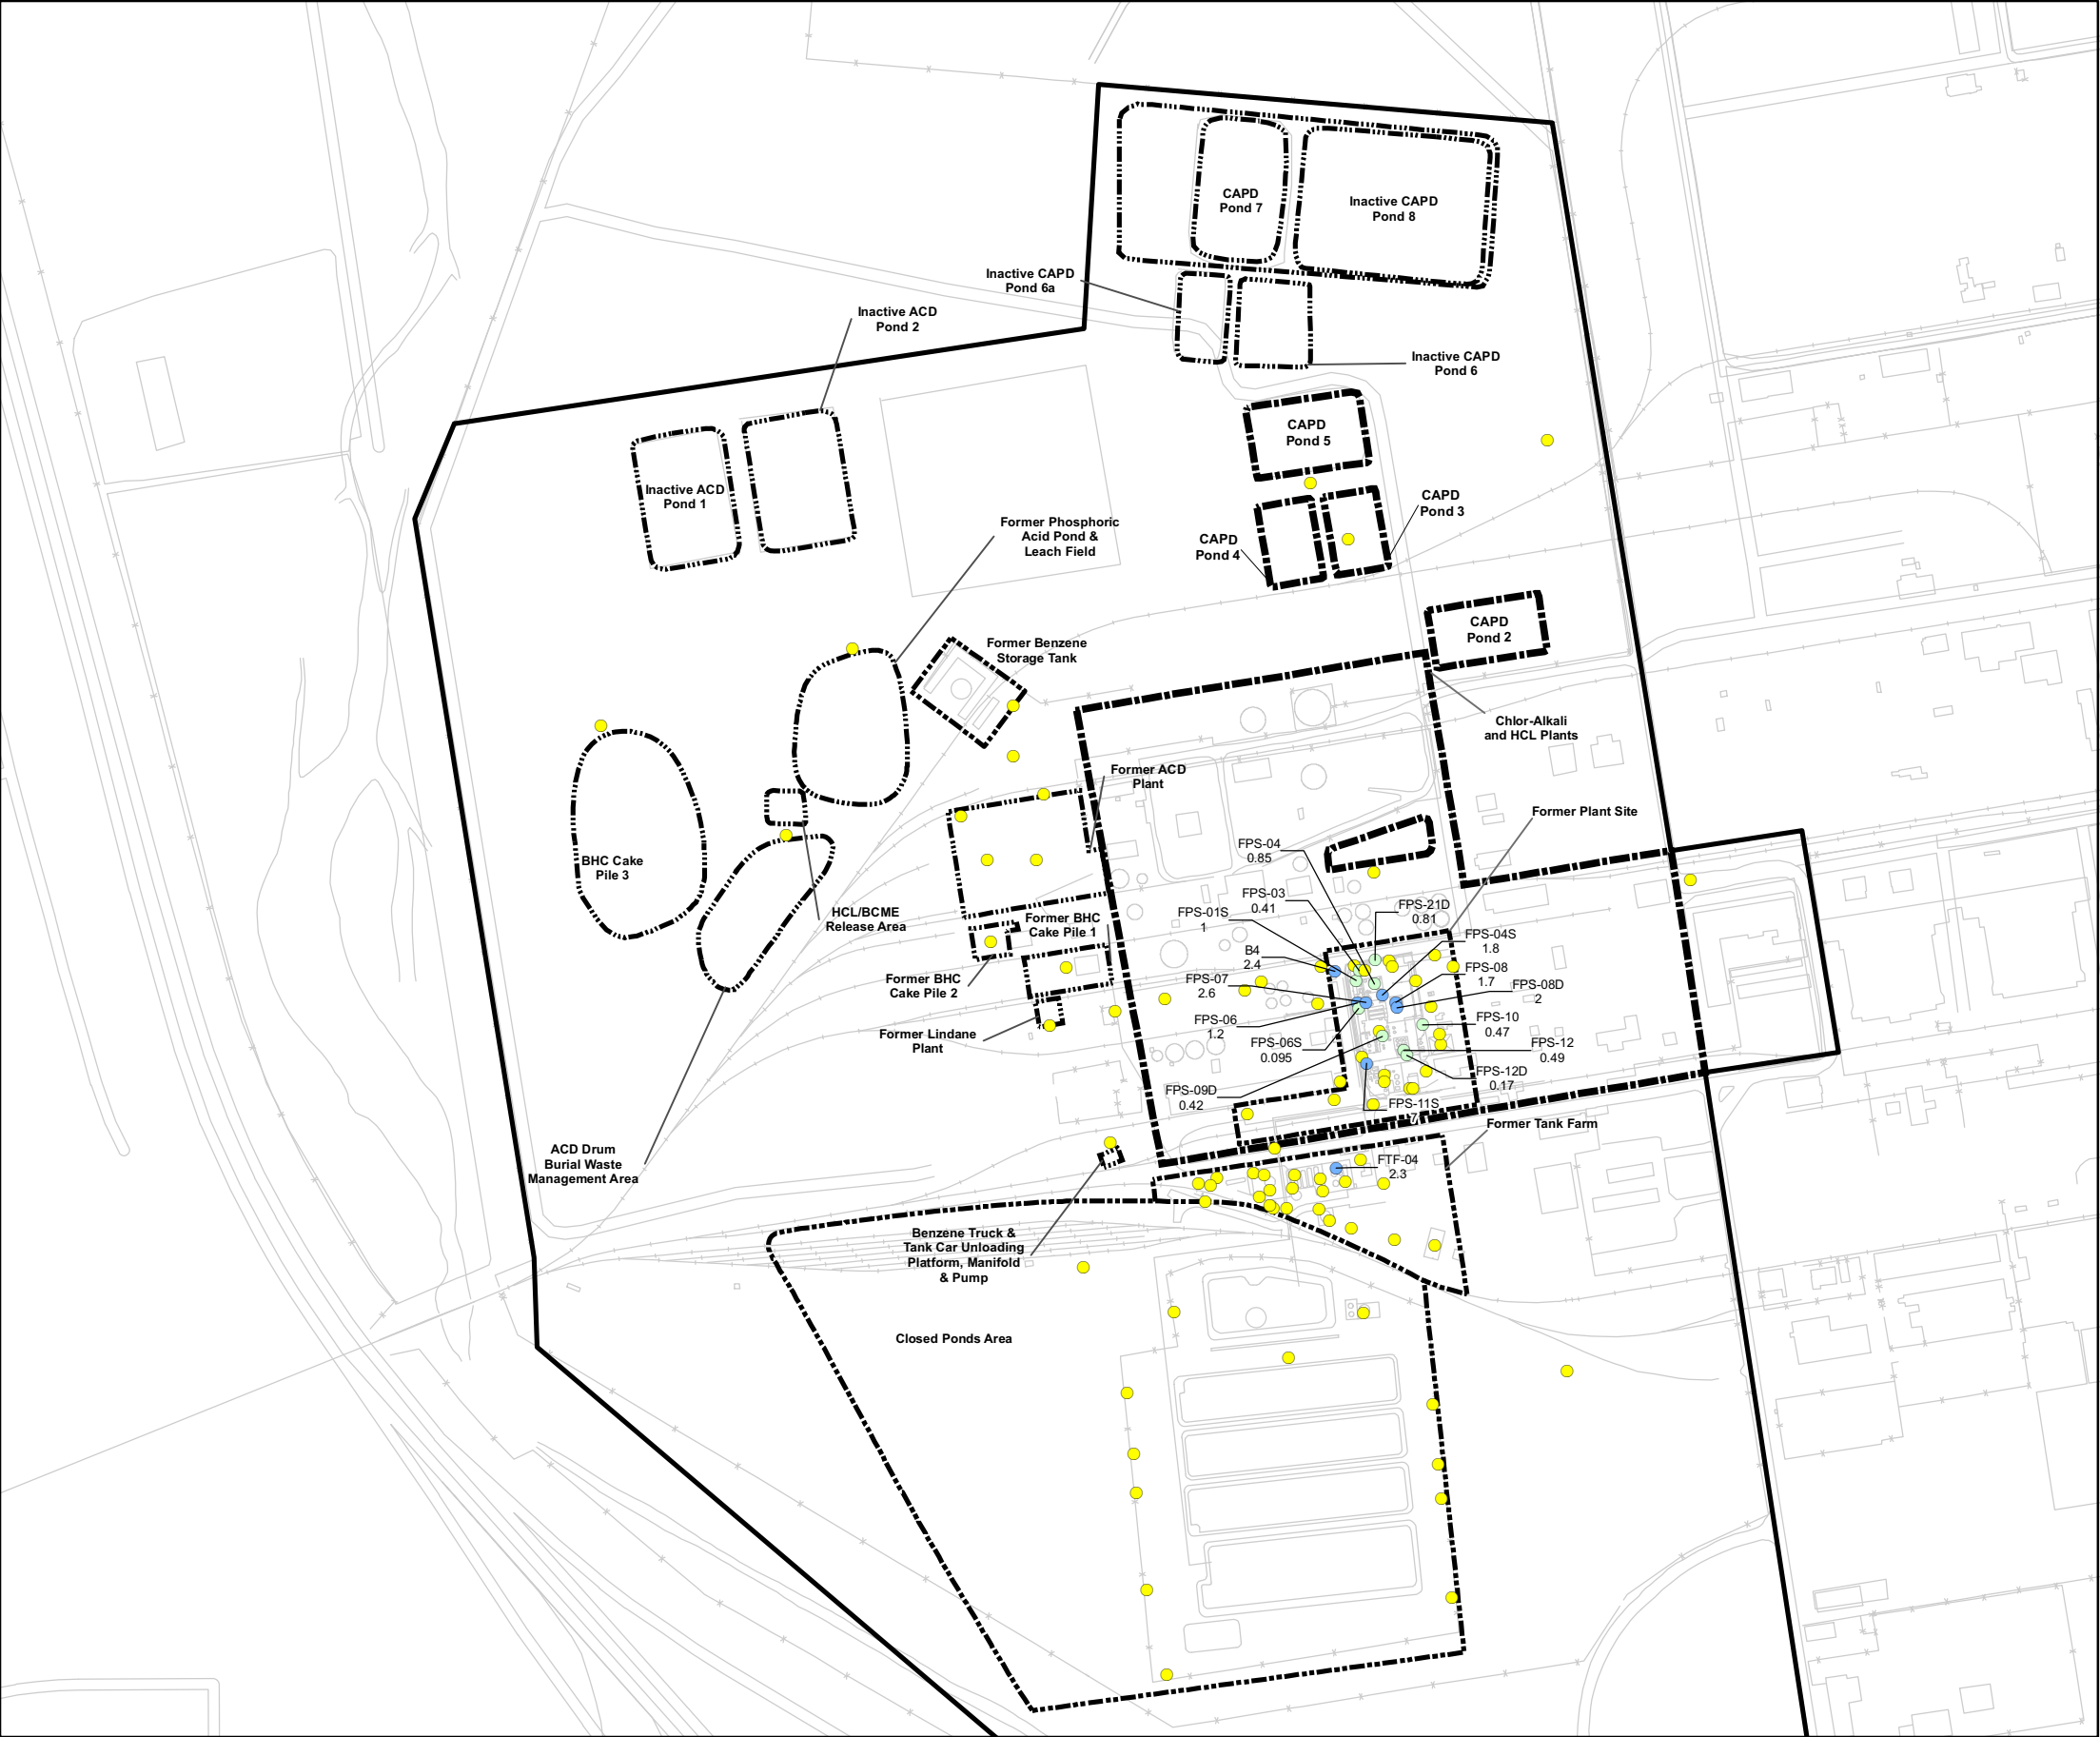 CAPD
Pond 7
Inactive CAPD
Pond 8
Inactive CAPD
Pond 6a
Inactive ACD
Pond 2
Inactive CAPD
Pond 6
CAPD
Pond 5
Inactive ACD
Pond 1
CAPD
Pond 3
Former Phosphoric
Acid Pond &
Leach Field
CAPD
Pond 4
CAPD
Pond 2
Former Benzene
Storage Tank
Chlor-Alkali
and HCL Plants
Former ACD
Plant
Former Plant Site
BHC Cake
Pile 3
FPS-04
0.85
FPS-03
0.41
FPS-21D
0.81
HCL/BCME
Release Area
Former BHC
Cake Pile 1
FPS-01S
1
FPS-04S
1.8
B4
2.4
FPS-08
1.7
FPS-07
2.6
FPS-08D
2
Former BHC
Cake Pile 2
FPS-06
1.2
FPS-10
0.47
Former Lindane
Plant
FPS-06S
0.095
FPS-12
0.49
FPS-12D
0.17
FPS-09D
0.42
FPS-11S
7
Former Tank Farm
ACD Drum
Burial Waste
Management Area
FTF-04
2.3
Benzene Truck &
Tank Car Unloading
Platform, Manifold
& Pump
Closed Ponds Area